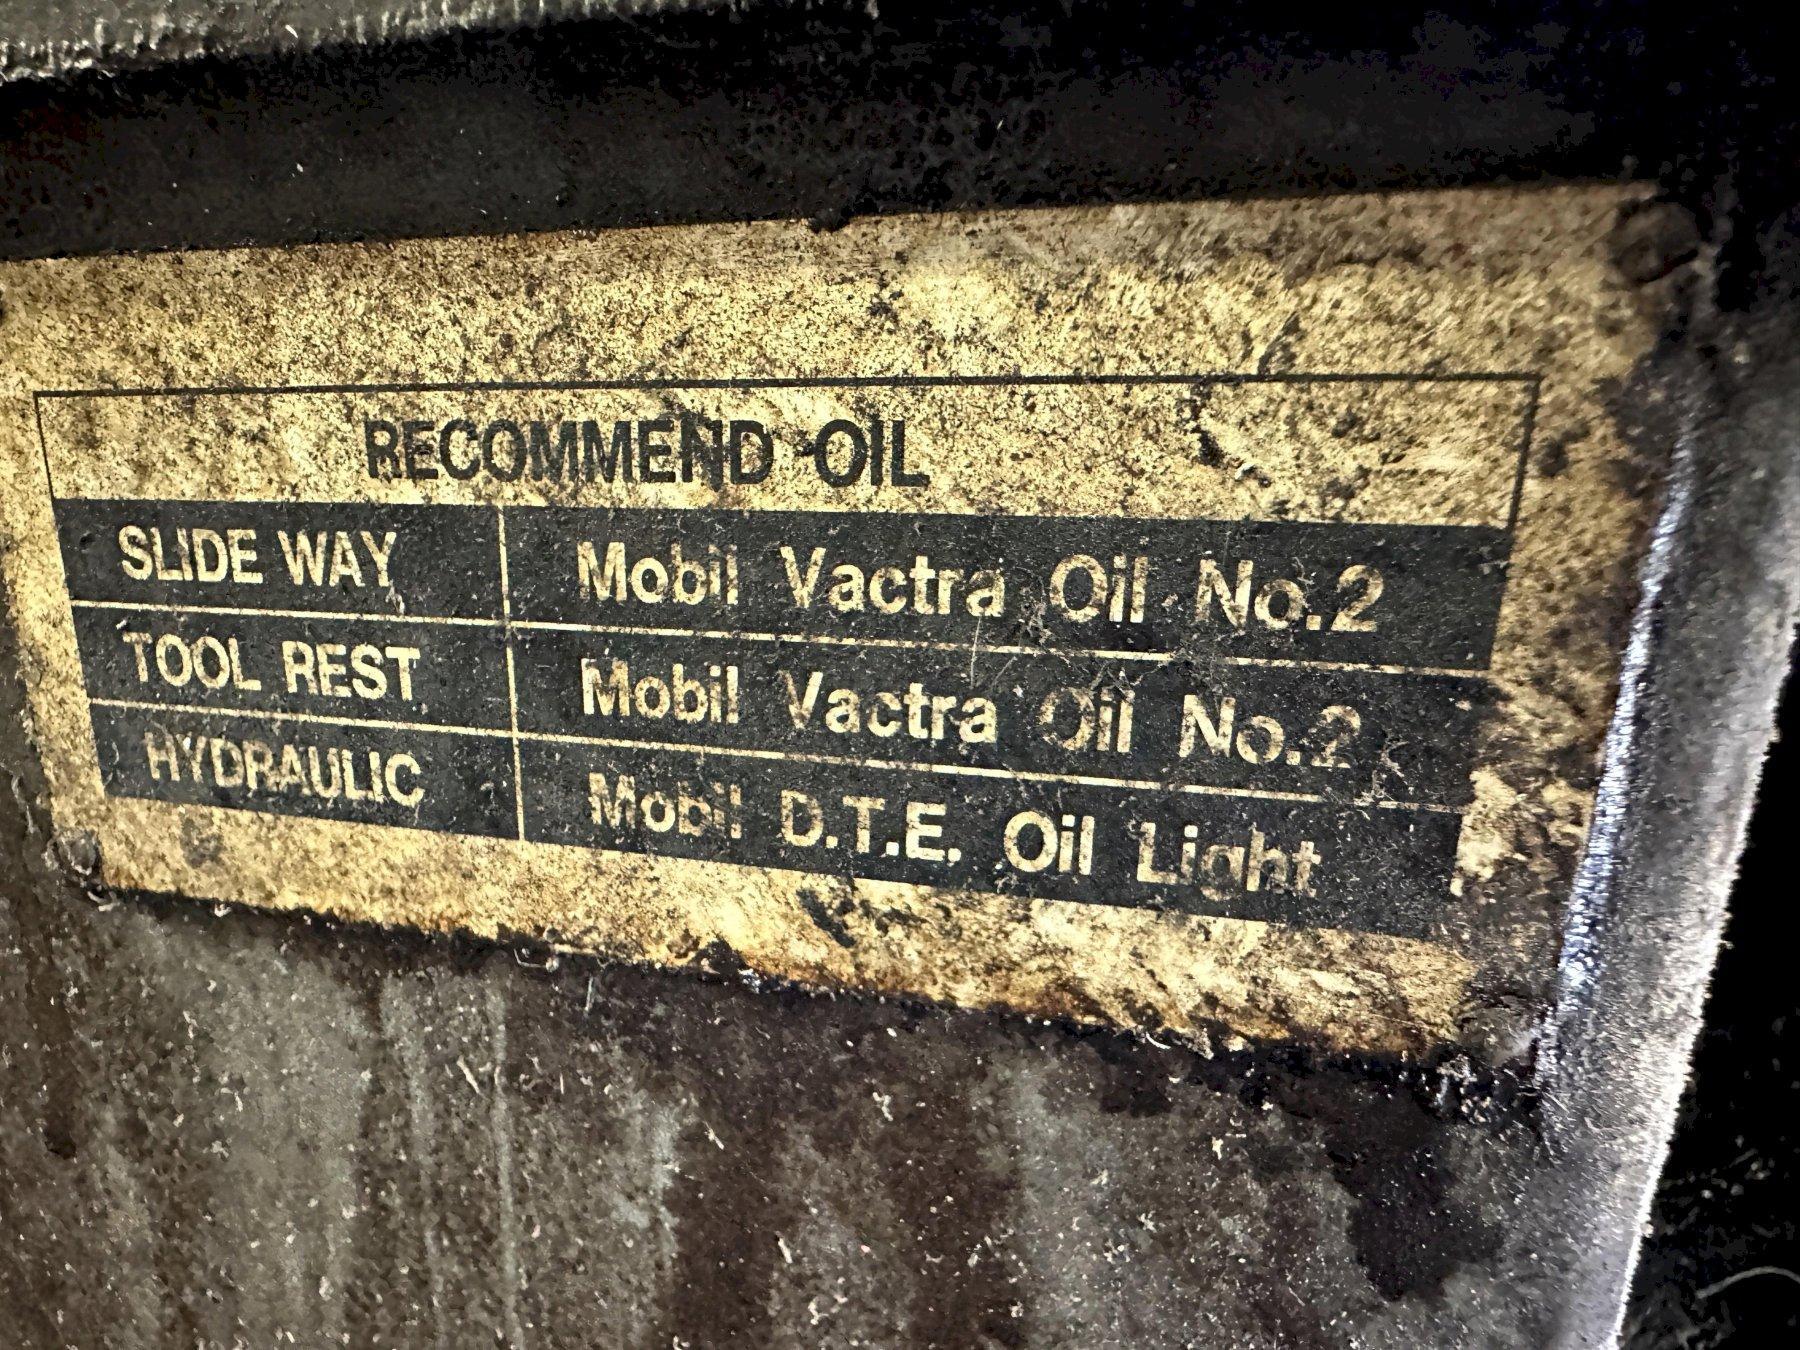 RECOMMEND OIL
SLIDE WAY Mobil Vactra Oil No.2
TOOL REST Mobil Vactra Oil No.2
HYDRAULIC Mobil D.T.E. Oil Light